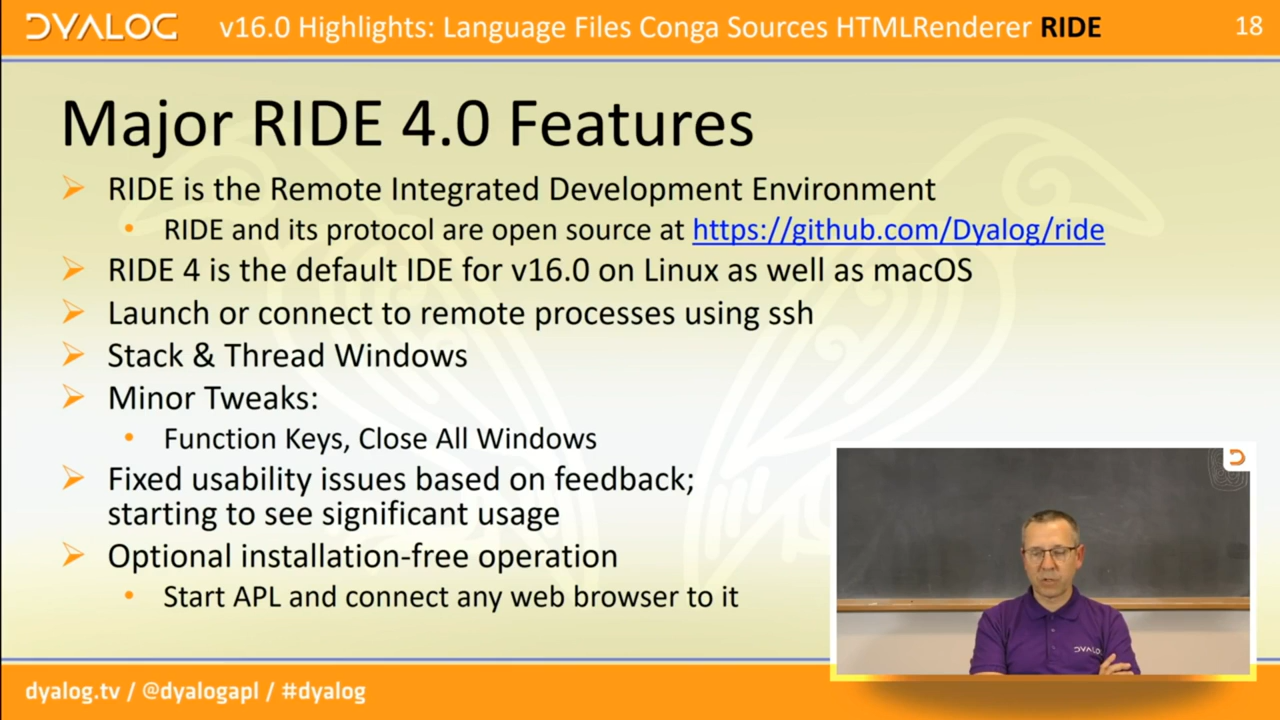 DYALOG
v16.0 Highlights: Language Files Conga Sources HTMLRenderer RIDE
18
Major RIDE 4.0 Features
RIDE is the Remote Integrated Development Environment
RIDE and its protocol are open source at https://github.com/Dyalog/ride
RIDE 4 is the default IDE for v16.0 on Linux as well as macOS
Launch or connect to remote processes using ssh
Stack & Thread Windows
Minor Tweaks:
Function Keys, Close All Windows
Fixed usability issues based on feedback;
starting to see significant usage
Optional installation-free operation
Start APL and connect any web browser to it
DYALOG
dyalog.tv / @dyalogapl / #dyalog